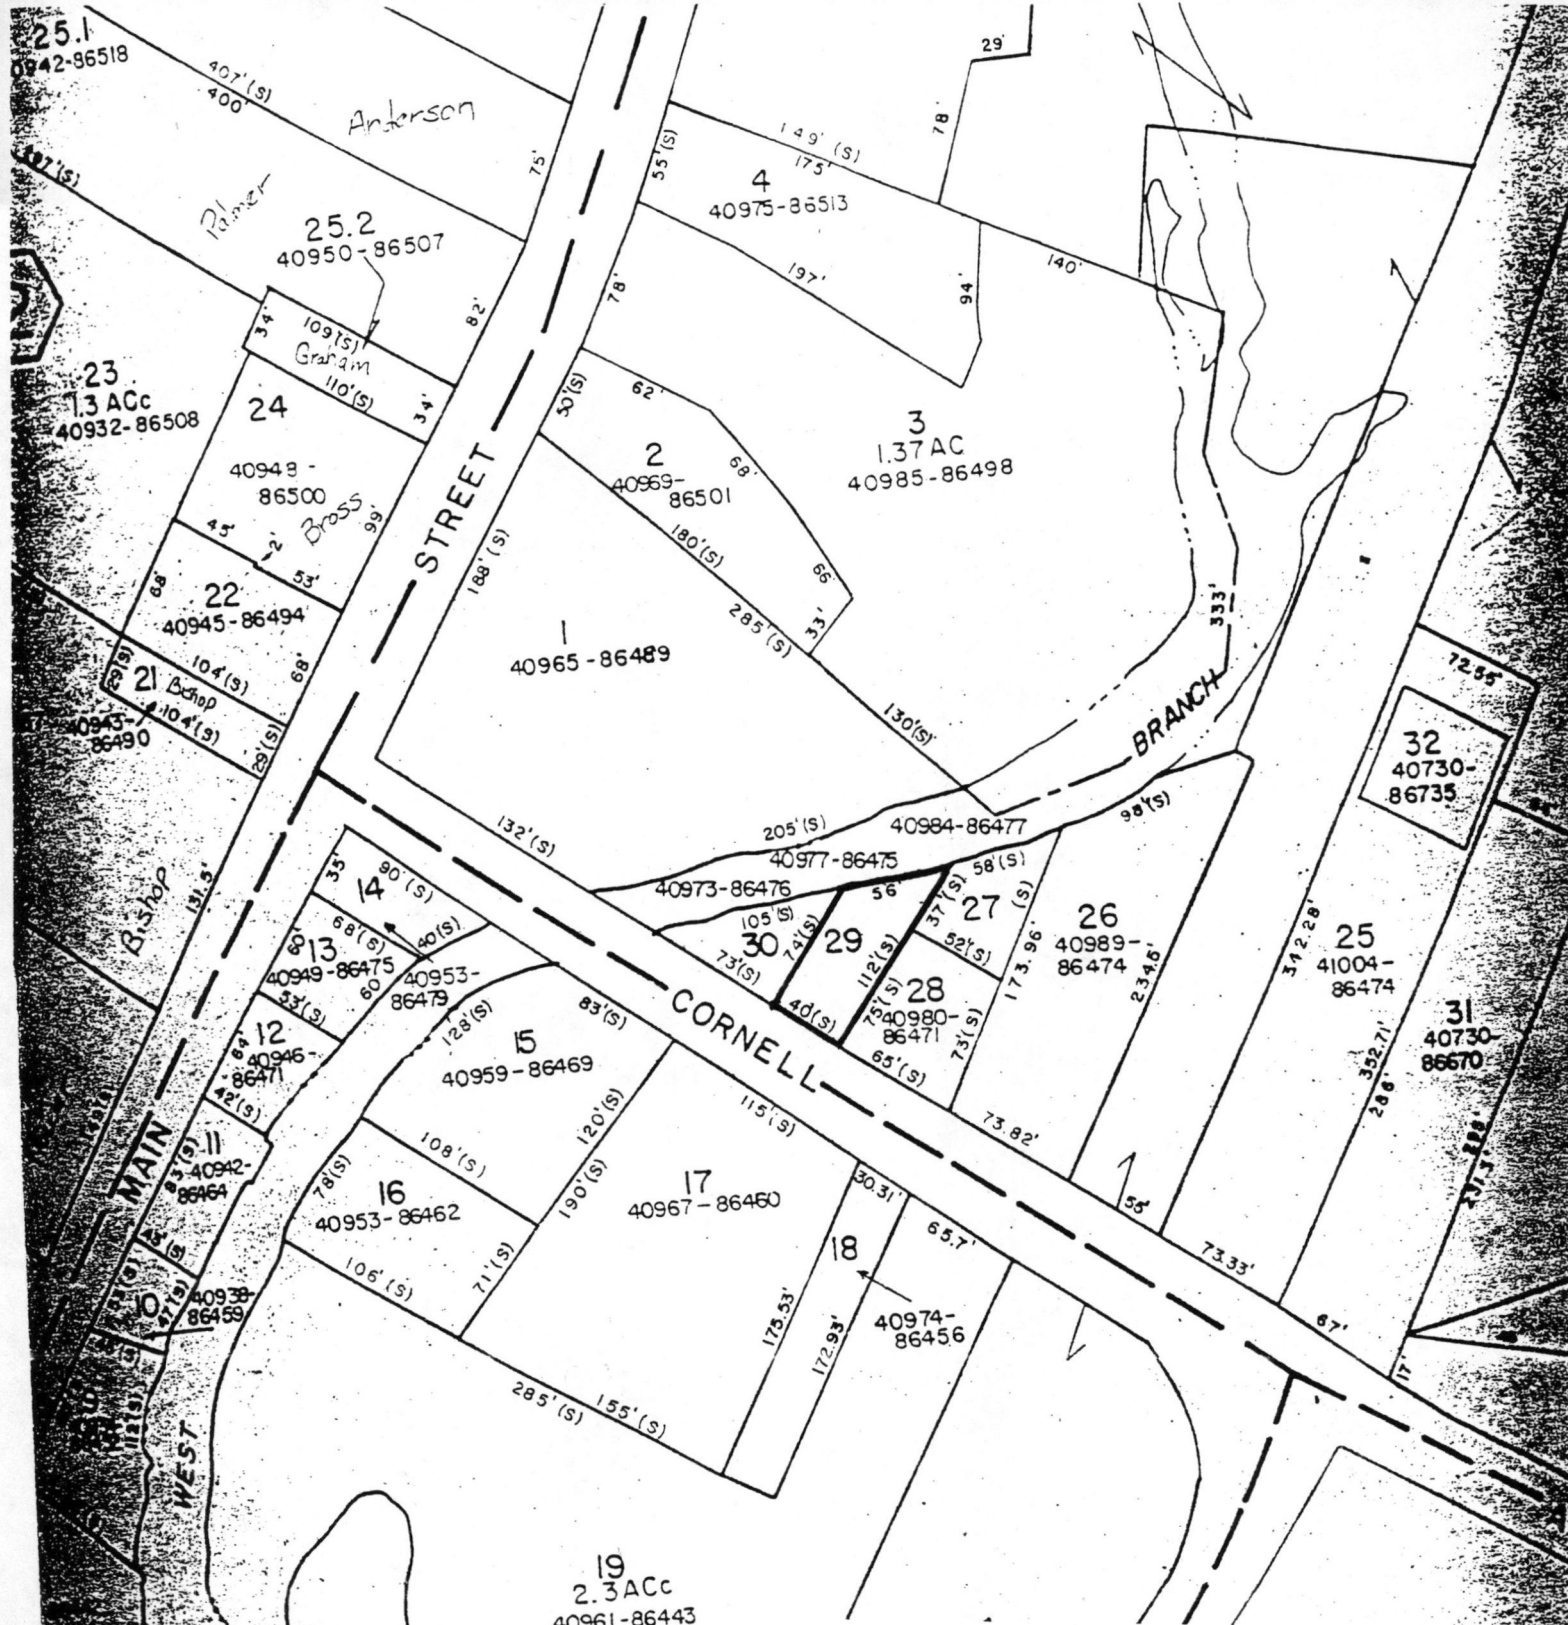 25.1
407'(S)
400'
Anderson
75'
55'(S)
149' (S)
175'
29'
78'
4
40975-86513
Palmer
25.2
40950-86507
197'
94'
140'
78'
82'
34'
109'(S)
Graham
110'(S)
34'
23
1.3 ACc
40932-86508
24
86500
Bross
99'
45'
2'
53'
50'(S)
62'
2
40969-
86501
68'
66'
33'
180'(S)
285'(S)
3
1.37 AC
40985-86498
STREET
188'(S)
68'
22
40945-86494
104'(S)
68'
29'(S)
21
Bishop
104'(S)
40943-
86490
29'(S)
1
40965-86489
130'(S)
333'
BRANCH
72.55'
32
40730-
86735
Bishop
131.5'
132'(S)
205'(S)
40984-86477
40977-86475
40973-86476
98'(S)
35'
90'(S)
14
68'(S)
40'(S)
13
40949-86475
60'
60'
53'(S)
40953-
86479
105'(S)
30
74'(S)
73'(S)
56'
29
112'(S)
40'(S)
58'(S)
37'(S)
27
(S)
52'(S)
28
40980-
86471
75'(S)
73'(S)
65'(S)
173.96'
26
40989-
86474
234.6'
342.28'
25
41004-
86474
352.71'
286'
31
40730-
86670
298'
12
40946-
86471
64'
42'(S)
128'(S)
83'(S)
15
40959-86469
CORNELL
MAIN
11
40942-
86464
83'(S)
108'(S)
120'(S)
115'(S)
73.82'
78'(S)
16
40953-86462
190'(S)
17
40967-86460
30.31'
65.7'
55'
73.33'
106'(S)
71'(S)
18
175.53'
172.93'
40974-
86456
67'
17'
10
40938-
86459
47'(S)
285'(S)
155'(S)
WEST
19
2.3 ACc
40961-86443